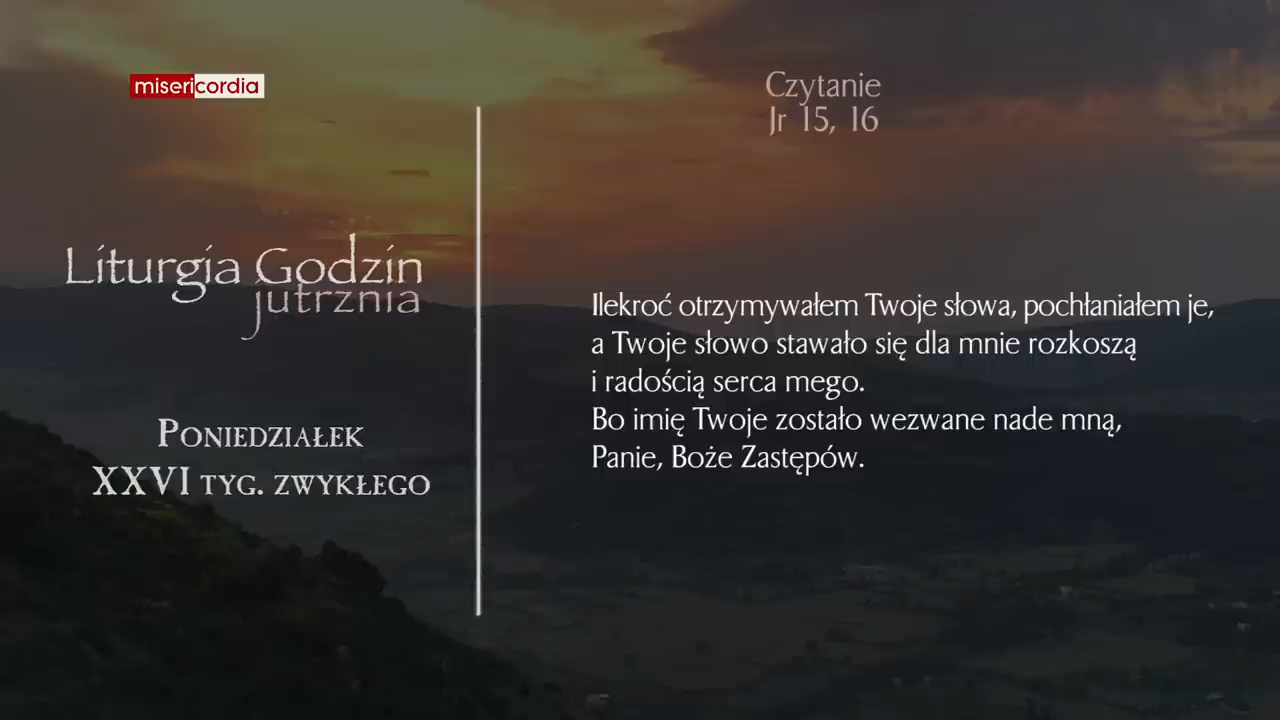 misericordia
Liturgia Godzin
jutrznia
Poniedziałek
XXVI tyg. zwykłego
Czytanie
Jr 15, 16
Ilekroć otrzymywałem Twoje słowa, pochłaniałem je,
a Twoje słowo stawało się dla mnie rozkoszą
i radością serca mego.
Bo imię Twoje zostało wezwane nade mną,
Panie, Boże Zastępów.